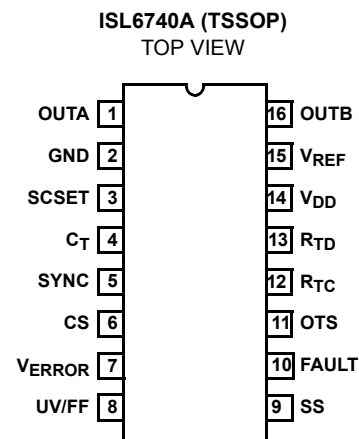 ISL6740A (TSSOP)
TOP VIEW
OUTA 1 16 OUTB
GND 2 15 VREF
SCSET 3 14 VDD
CT 4 13 RTD
SYNC 5 12 RTC
CS 6 11 OTS
VERROR 7 10 FAULT
UV/FF 8 9 SS